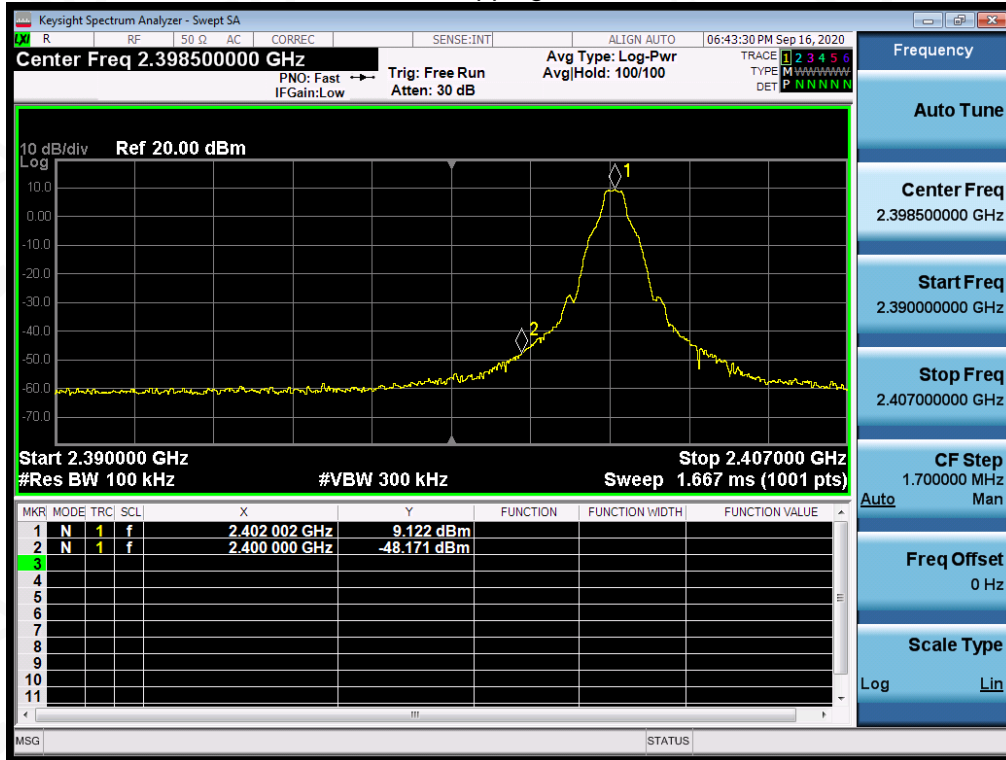 Keysight Spectrum Analyzer - Swept SA
LXI R RF 50 Ω AC CORREC SENSE:INT ALIGN AUTO 06:43:30 PM Sep 16, 2020
Center Freq 2.398500000 GHz
PNO: Fast
IFGain:Low
Trig: Free Run
Atten: 30 dB
Avg Type: Log-Pwr
Avg|Hold: 100/100
TRACE 1 2 3 4 5 6
TYPE M WWWWW
DET P N N N N N
10 dB/div Ref 20.00 dBm
Log
1
10.0
0.00
-10.0
-20.0
-30.0
-40.0
2
-50.0
-60.0
-70.0
Start 2.390000 GHz Stop 2.407000 GHz
#Res BW 100 kHz #VBW 300 kHz Sweep 1.667 ms (1001 pts)
MKR MODE TRC SCL X Y FUNCTION FUNCTION WIDTH FUNCTION VALUE
1 N 1 f 2.402 002 GHz 9.122 dBm
2 N 1 f 2.400 000 GHz -48.171 dBm
3
4
5
6
7
8
9
10
11
MSG STATUS
Frequency
Auto Tune
Center Freq
2.398500000 GHz
Start Freq
2.390000000 GHz
Stop Freq
2.407000000 GHz
CF Step
1.700000 MHz
Auto Man
Freq Offset
0 Hz
Scale Type
Log Lin